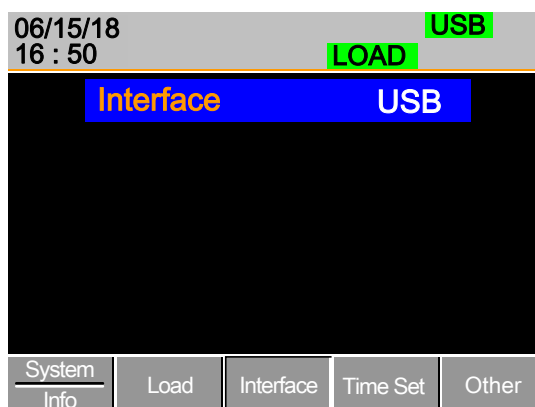 06/15/18 USB
16 : 50 LOAD
Interface USB
System Load Interface Time Set Other
Info